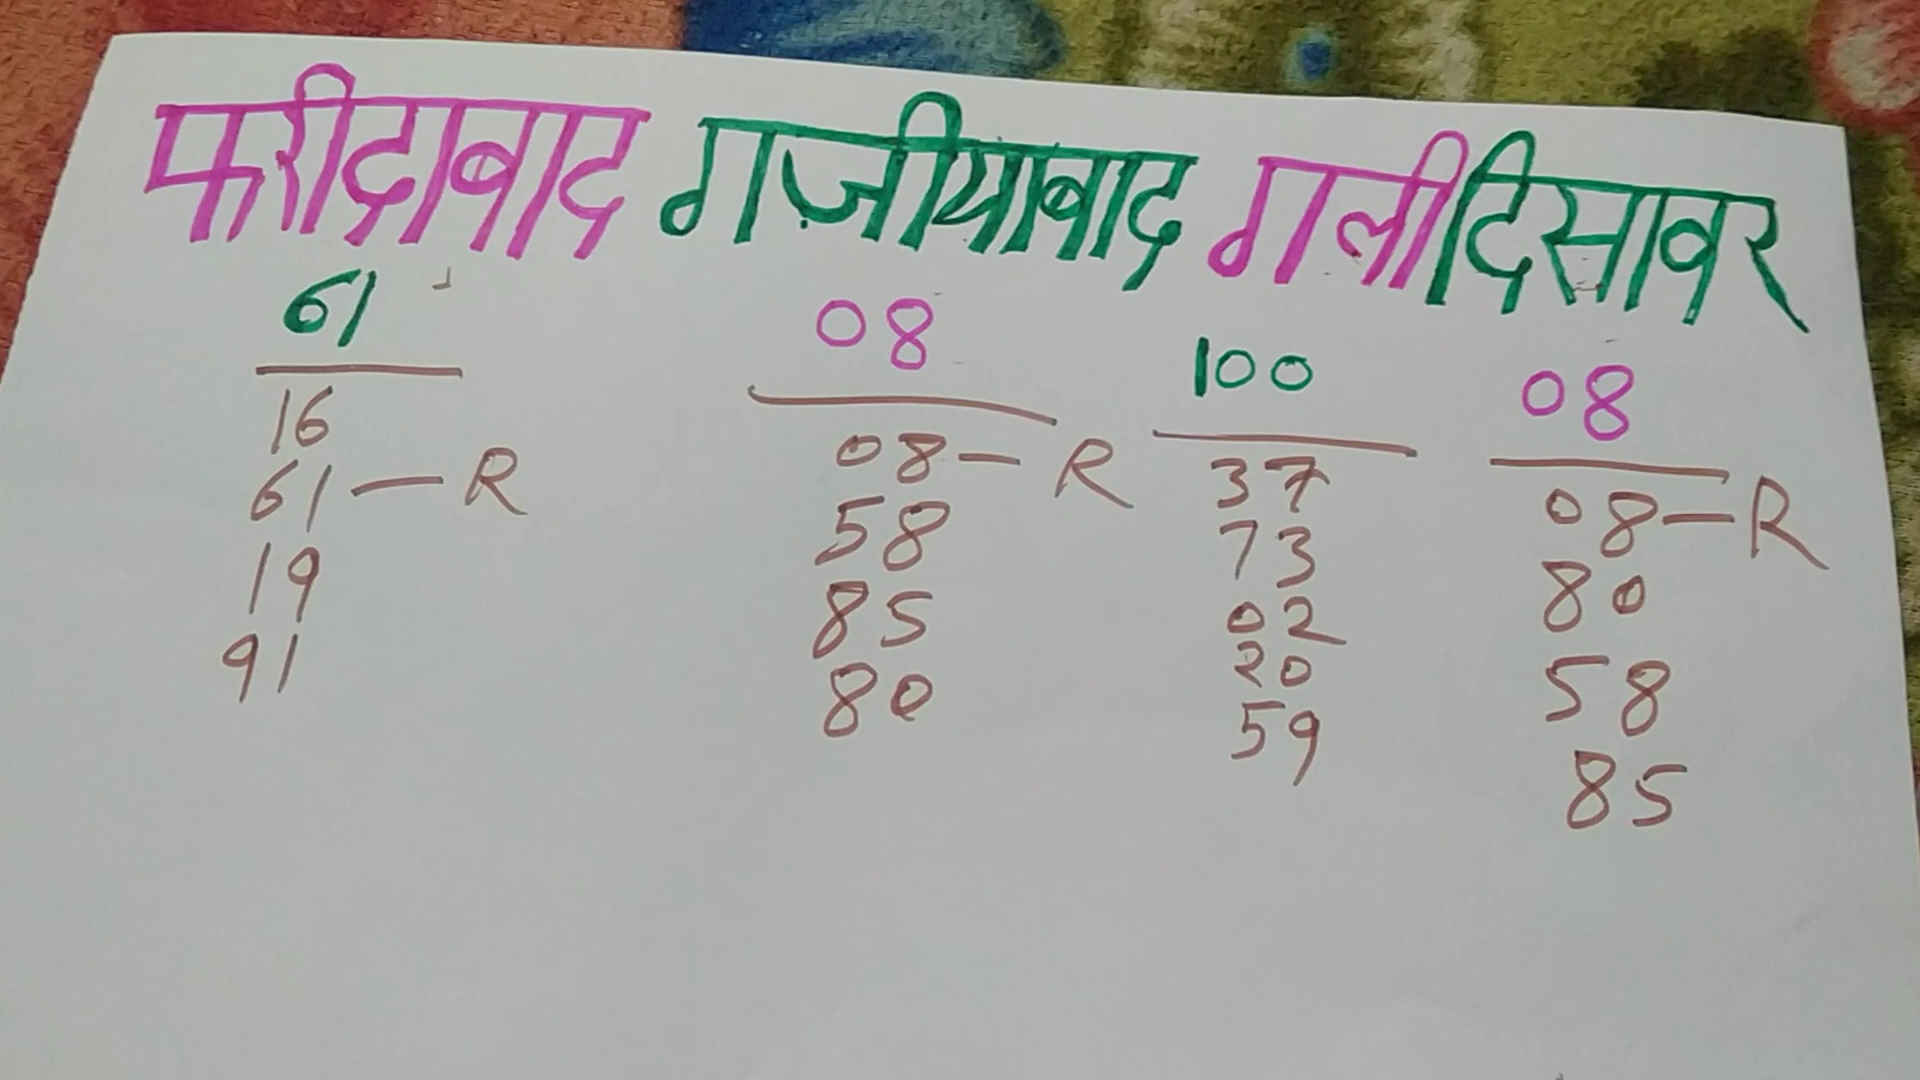 फरीदाबाद गज़ीयाबाद गली दिसावर
61 08 100 08
16 08 — R 37 08 — R
61 — R 58 73 80
19 85 02 58
91 80 20 85
59